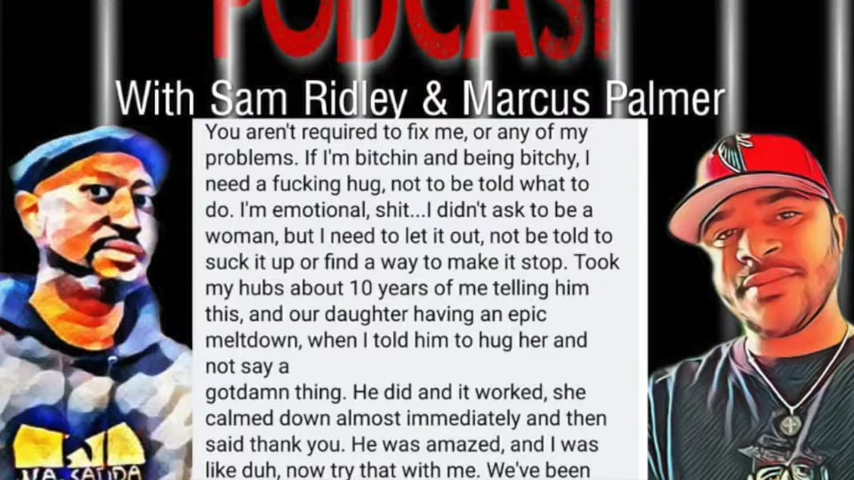 PODCAST
With Sam Ridley & Marcus Palmer
You aren't required to fix me, or any of my
problems. If I'm bitchin and being bitchy, I
need a fucking hug, not to be told what to
do. I'm emotional, shit...I didn't ask to be a
woman, but I need to let it out, not be told to
suck it up or find a way to make it stop. Took
my hubs about 10 years of me telling him
this, and our daughter having an epic
meltdown, when I told him to hug her and
not say a
gotdamn thing. He did and it worked, she
calmed down almost immediately and then
said thank you. He was amazed, and I was
like duh, now try that with me. We've been